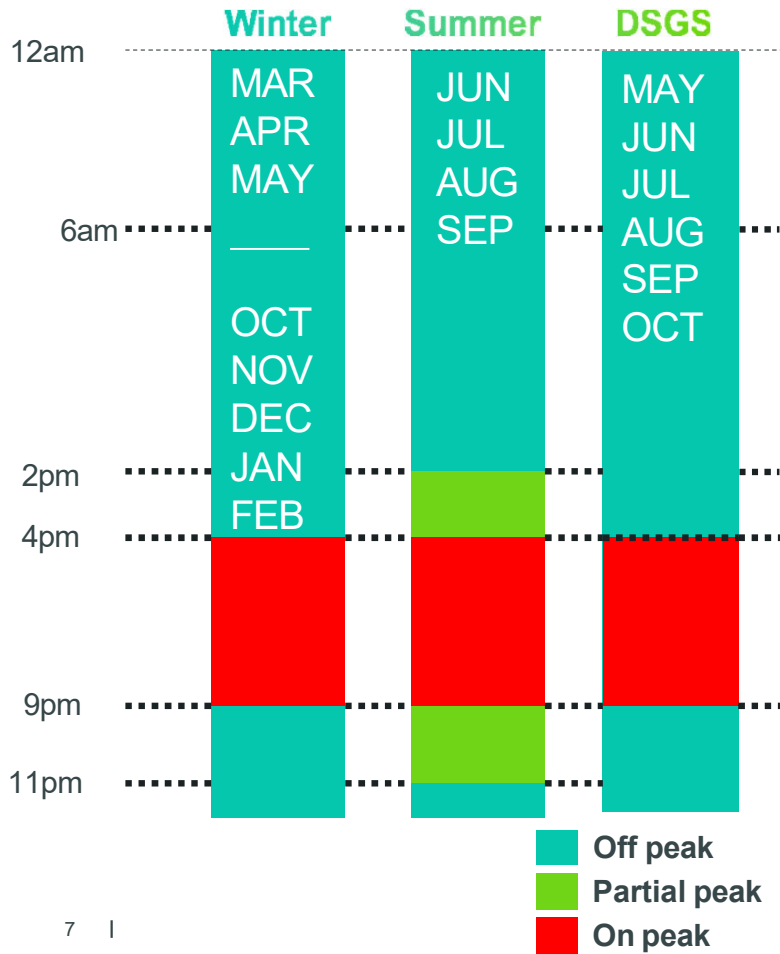 Winter Summer DSGS
12am
MAR
APR
MAY
OCT
NOV
DEC
JAN
FEB
JUN
JUL
AUG
SEP
MAY
JUN
JUL
AUG
SEP
OCT
6am
2pm
4pm
9pm
11pm
Off peak
Partial peak
On peak
7 |